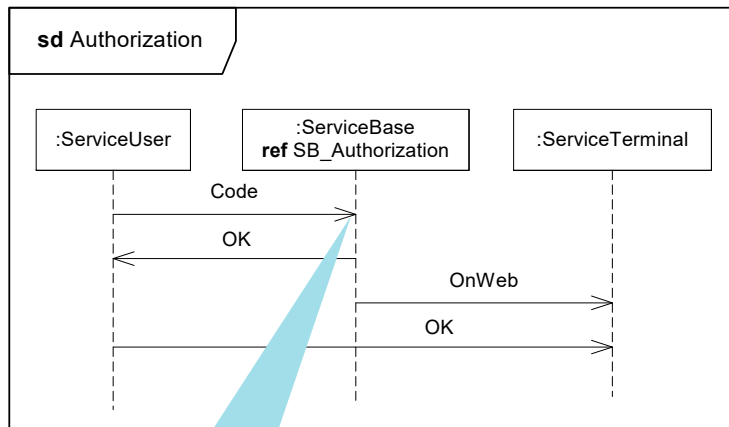 sd Authorization
:ServiceUser
:ServiceBase
ref SB_Authorization
:ServiceTerminal
Code
OK
OnWeb
OK